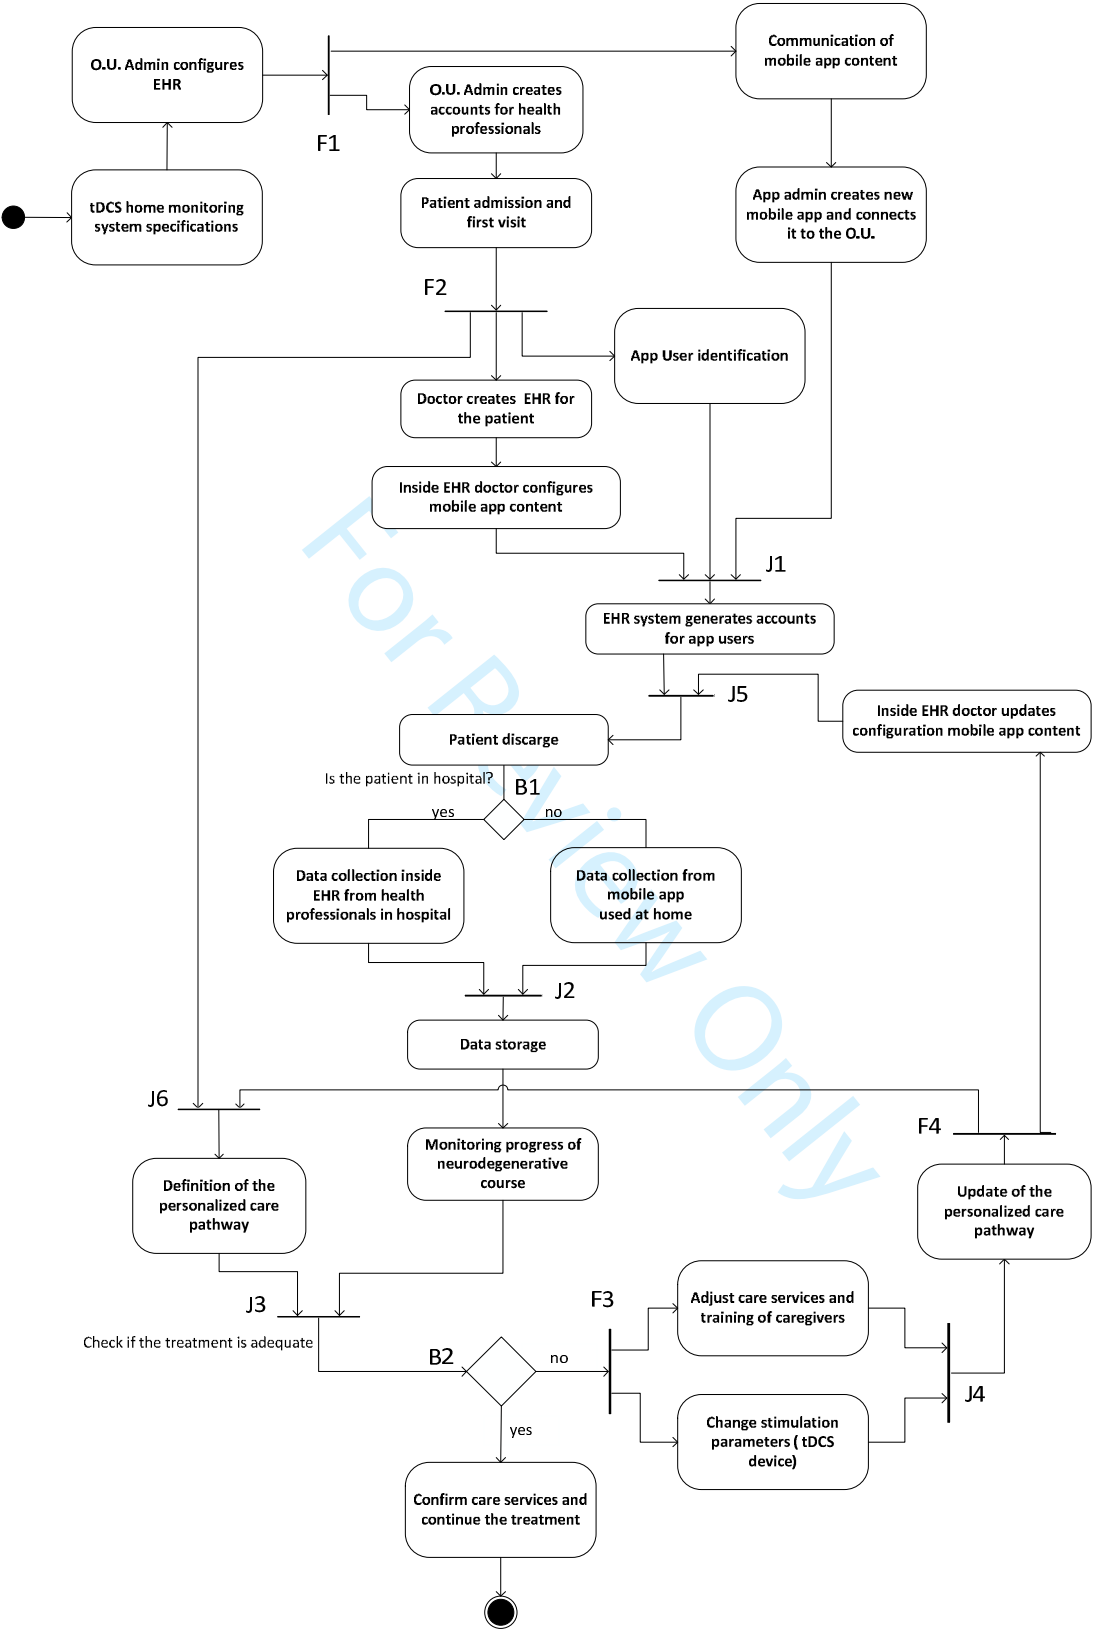 O.U. Admin configures
EHR
Communication of
mobile app content
O.U. Admin creates
accounts for health
professionals
F1
tDCS home monitoring
system specifications
Patient admission and
first visit
App admin creates new
mobile app and connects
it to the O.U.
F2
App User identification
Doctor creates EHR for
the patient
Inside EHR doctor configures
mobile app content
J1
EHR system generates accounts
for app users
J5
Inside EHR doctor updates
configuration mobile app content
Patient discarge
Is the patient in hospital?
B1
yes
no
Data collection inside
EHR from health
professionals in hospital
Data collection from
mobile app
used at home
J2
Data storage
J6
F4
Monitoring progress of
neurodegenerative
course
Definition of the
personalized care
pathway
Update of the
personalized care
pathway
J3
F3
Adjust care services and
training of caregivers
Check if the treatment is adequate
B2
no
J4
Change stimulation
parameters ( tDCS
device)
yes
Confirm care services and
continue the treatment
For Review Only